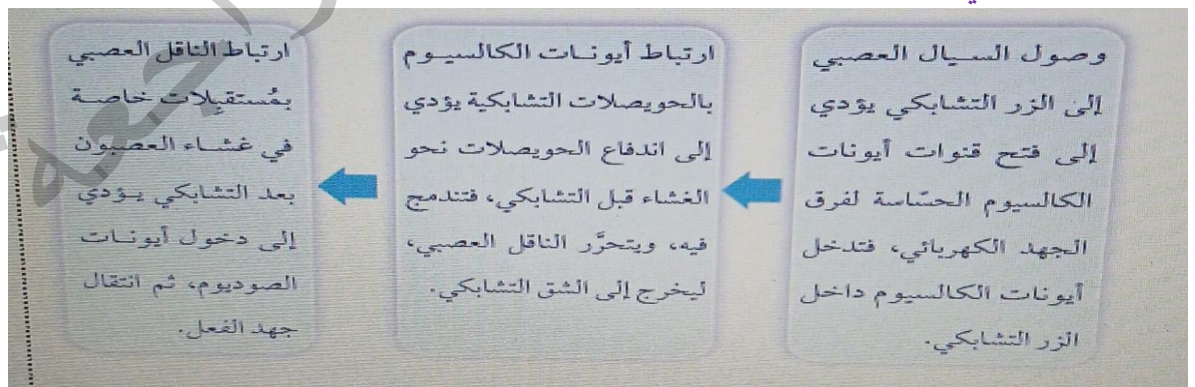 وصول السيال العصبي
إلى الزر التشابكي يؤدي
إلى فتح قنوات أيونات
الكالسيوم الحسّاسة لفرق
الجهد الكهربائي، فتدخل
أيونات الكالسيوم داخل
الزر التشابكي.
ارتباط أيونات الكالسيوم
بالحويصلات التشابكية يؤدي
إلى اندفاع الحويصلات نحو
الغشاء قبل التشابكي، فتندمج
فيه، ويتحرَّر الناقل العصبي،
ليخرج إلى الشق التشابكي.
ارتباط الناقل العصبي
بمُستقبِلات خاصة
في غشاء العصبون
بعد التشابكي يؤدي
إلى دخول أيونات
الصوديوم، ثم انتقال
جهد الفعل.